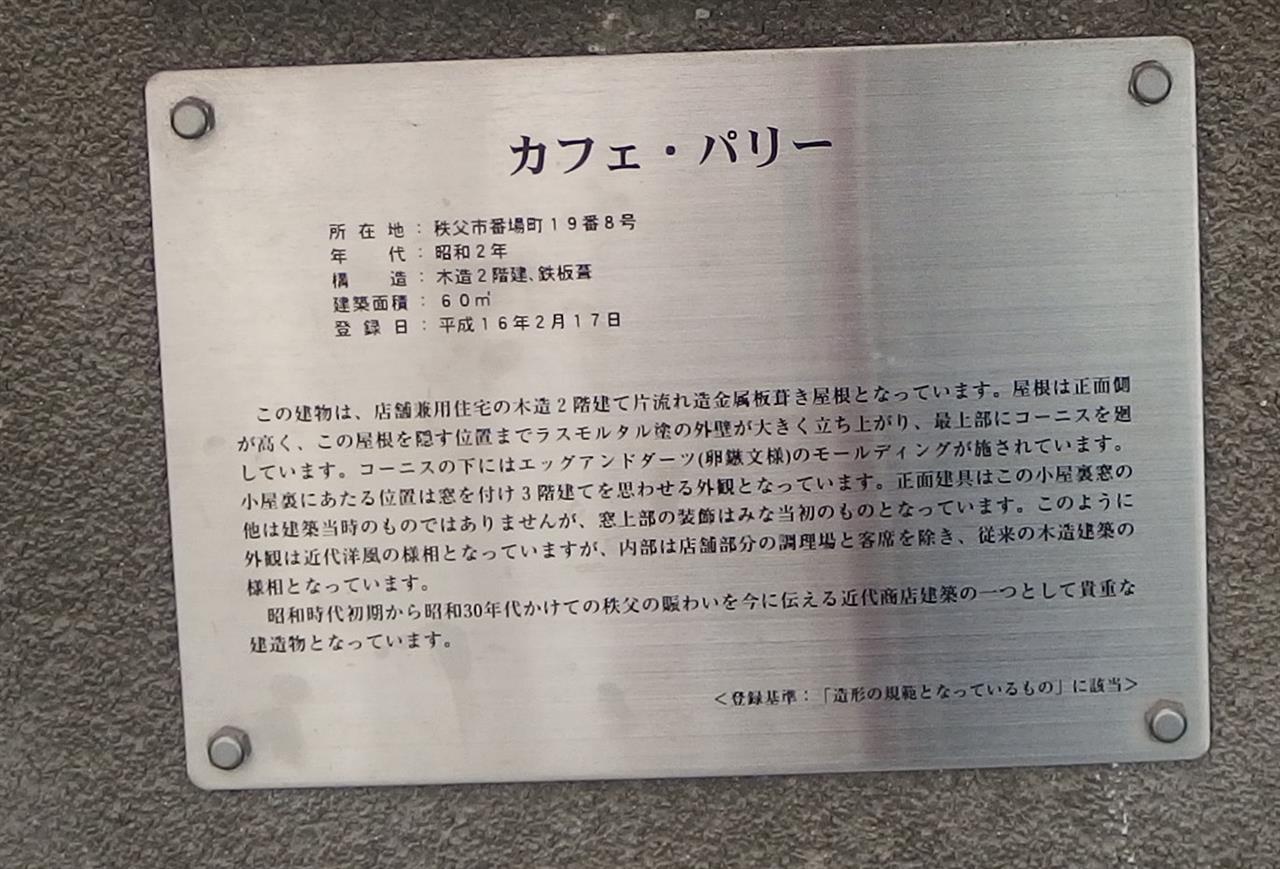 カフェ・パリー
所在地：秩父市番場町１９番８号
年　代：昭和２年
構　造：木造２階建、鉄板葺
建築面積：６０㎡
登録日：平成１６年２月１７日
この建物は、店舗兼用住宅の木造２階建て片流れ造金属板葺き屋根となっています。屋根は正面側
が高く、この屋根を隠す位置までラスモルタル塗の外壁が大きく立ち上がり、最上部にコーニスを廻
しています。コーニスの下にはエッグアンドダーツ(卵鏃文様)のモールディングが施されています。
小屋裏にあたる位置は窓を付け３階建てを思わせる外観となっています。正面建具はこの小屋裏窓の
他は建築当時のものではありませんが、窓上部の装飾はみな当初のものとなっています。このように
外観は近代洋風の様相となっていますが、内部は店舗部分の調理場と客席を除き、従来の木造建築の
様相となっています。
昭和時代初期から昭和30年代かけての秩父の賑わいを今に伝える近代商店建築の一つとして貴重な
建造物となっています。
＜登録基準：「造形の規範となっているもの」に該当＞